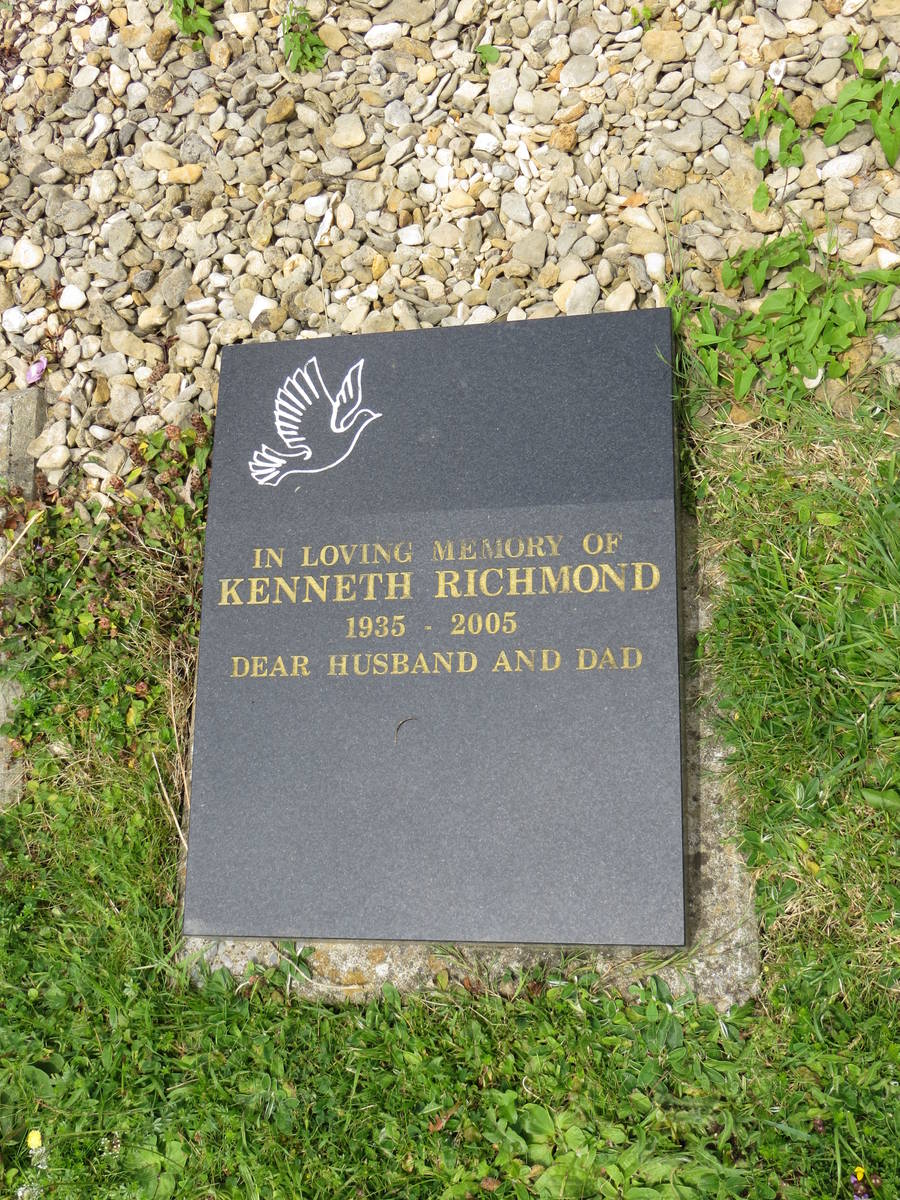 IN LOVING MEMORY OF
KENNETH RICHMOND
1935 - 2005
DEAR HUSBAND AND DAD